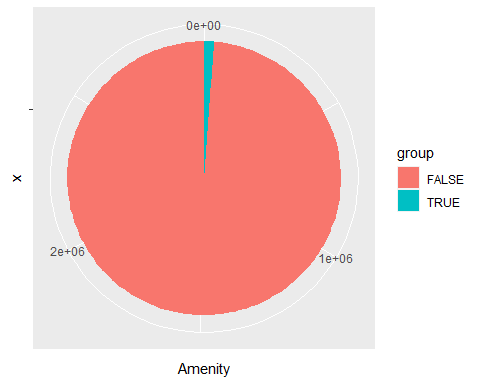 0e+00
1e+06
2e+06
x
Amenity
group
FALSE
TRUE